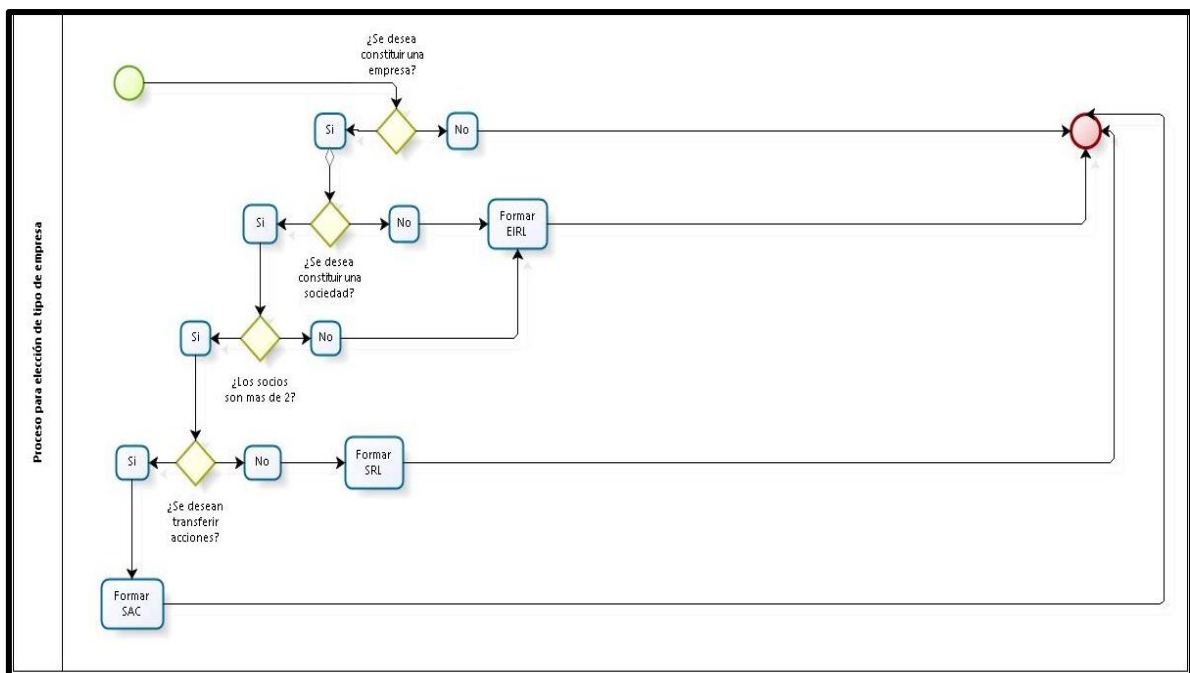 Proceso para elección de tipo de empresa
¿Se desea
constituir una
empresa?
Si
No
Si
No
Formar
EIRL
¿Se desea
constituir una
sociedad?
Si
No
¿Los socios
son mas de 2?
Si
No
Formar
SRL
¿Se desean
transferir
acciones?
Formar
SAC